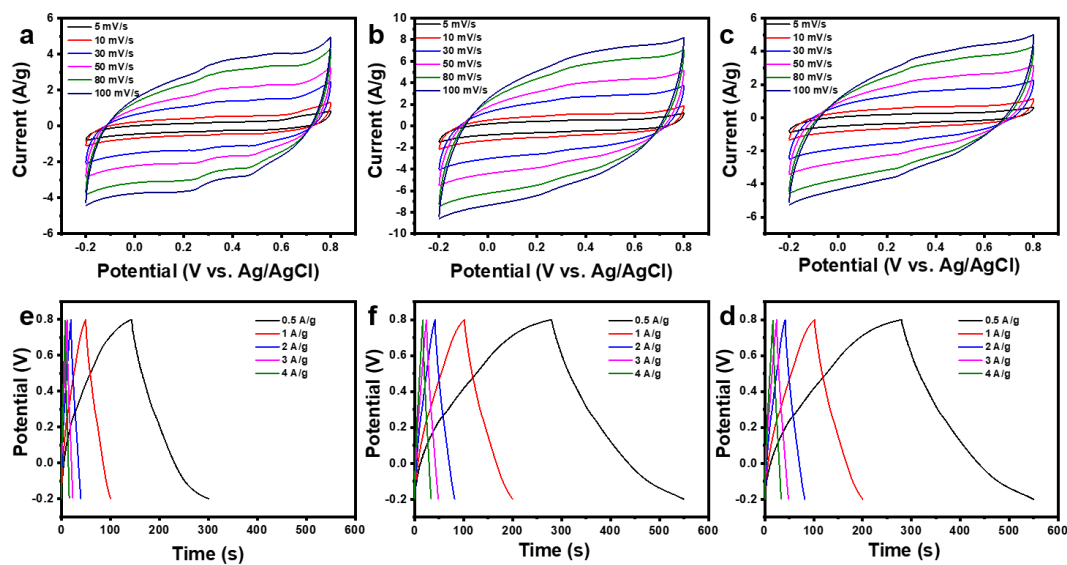 a
5 mV/s
10 mV/s
30 mV/s
50 mV/s
80 mV/s
100 mV/s
6
4
2
0
-2
-4
-6
-0.2 0.0 0.2 0.4 0.6 0.8
Current (A/g)
Potential (V vs. Ag/AgCl)
b
5 mV/s
10 mV/s
30 mV/s
50 mV/s
80 mV/s
100 mV/s
10
8
6
4
2
0
-2
-4
-6
-8
-10
-0.2 0.0 0.2 0.4 0.6 0.8
Current (A/g)
Potential (V vs. Ag/AgCl)
c
5 mV/s
10 mV/s
30 mV/s
50 mV/s
80 mV/s
100 mV/s
6
4
2
0
-2
-4
-6
-0.2 0.0 0.2 0.4 0.6 0.8
Current (A/g)
Potential (V vs. Ag/AgCl)
e
0.5 A/g
1 A/g
2 A/g
3 A/g
4 A/g
0.8
0.6
0.4
0.2
0.0
-0.2
0 100 200 300 400 500 600
Potential (V)
Time (s)
f
0.5 A/g
1 A/g
2 A/g
3 A/g
4 A/g
0.8
0.6
0.4
0.2
0.0
-0.2
0 100 200 300 400 500 600
Potential (V)
Time (s)
d
0.5 A/g
1 A/g
2 A/g
3 A/g
4 A/g
0.8
0.6
0.4
0.2
0.0
-0.2
0 100 200 300 400 500 600
Potential (V)
Time (s)